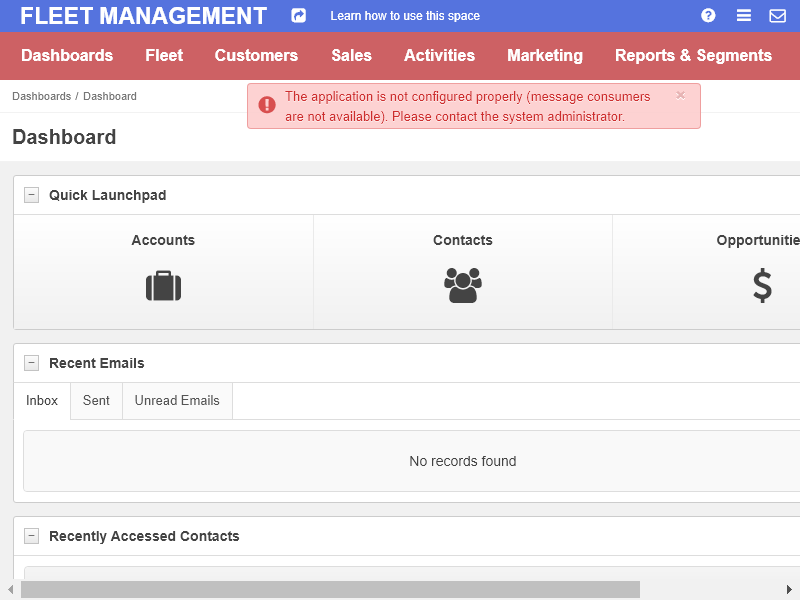 FLEET MANAGEMENT
Learn how to use this space
Dashboards
Fleet
Customers
Sales
Activities
Marketing
Reports & Segments
Dashboards / Dashboard
The application is not configured properly (message consumers
are not available). Please contact the system administrator.
×
Dashboard
Quick Launchpad
Accounts
Contacts
Opportunitie
Recent Emails
Inbox
Sent
Unread Emails
No records found
Recently Accessed Contacts